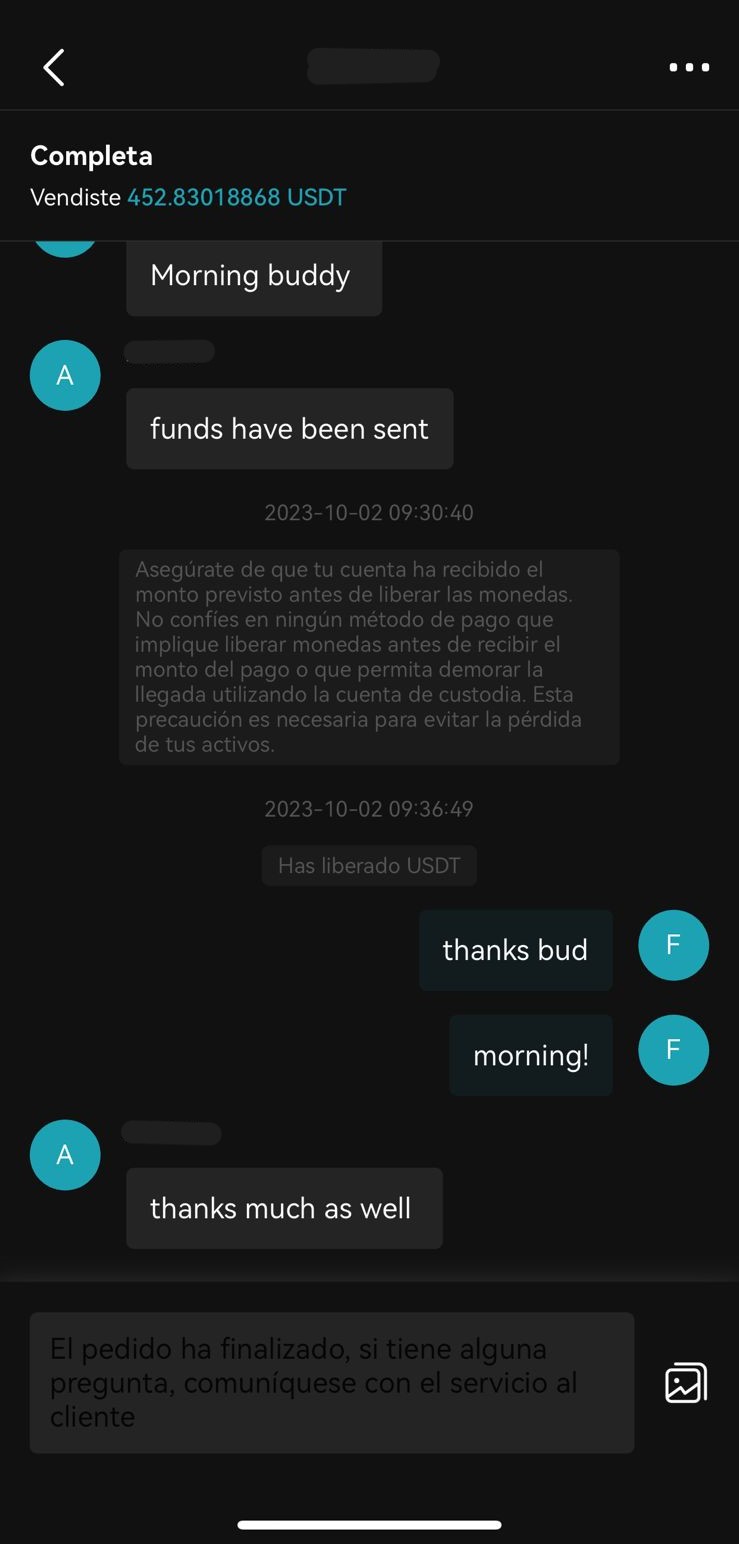 Completa
Vendiste 452.83018868 USDT
Morning buddy
A
funds have been sent
2023-10-02 09:30:40
Asegúrate de que tu cuenta ha recibido el
monto previsto antes de liberar las monedas.
No confíes en ningún método de pago que
implique liberar monedas antes de recibir el
monto del pago o que permita demorar la
llegada utilizando la cuenta de custodia. Esta
precaución es necesaria para evitar la pérdida
de tus activos.
2023-10-02 09:36:49
Has liberado USDT
thanks bud
F
morning!
F
A
thanks much as well
El pedido ha finalizado, si tiene alguna
pregunta, comuníquese con el servicio al
cliente